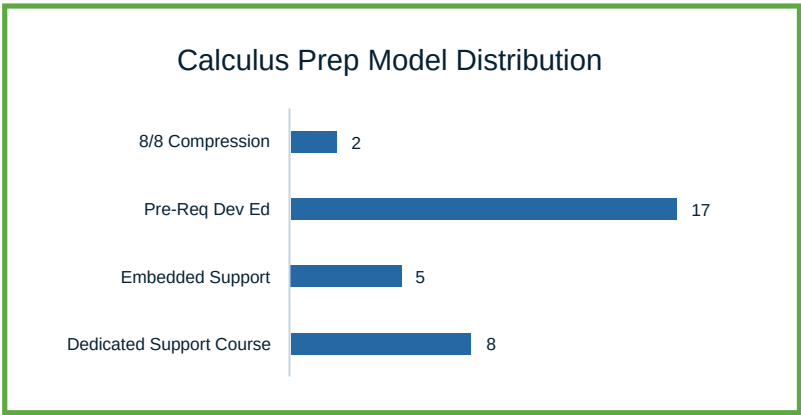 Calculus Prep Model Distribution
8/8 Compression 2
Pre-Req Dev Ed 17
Embedded Support 5
Dedicated Support Course 8